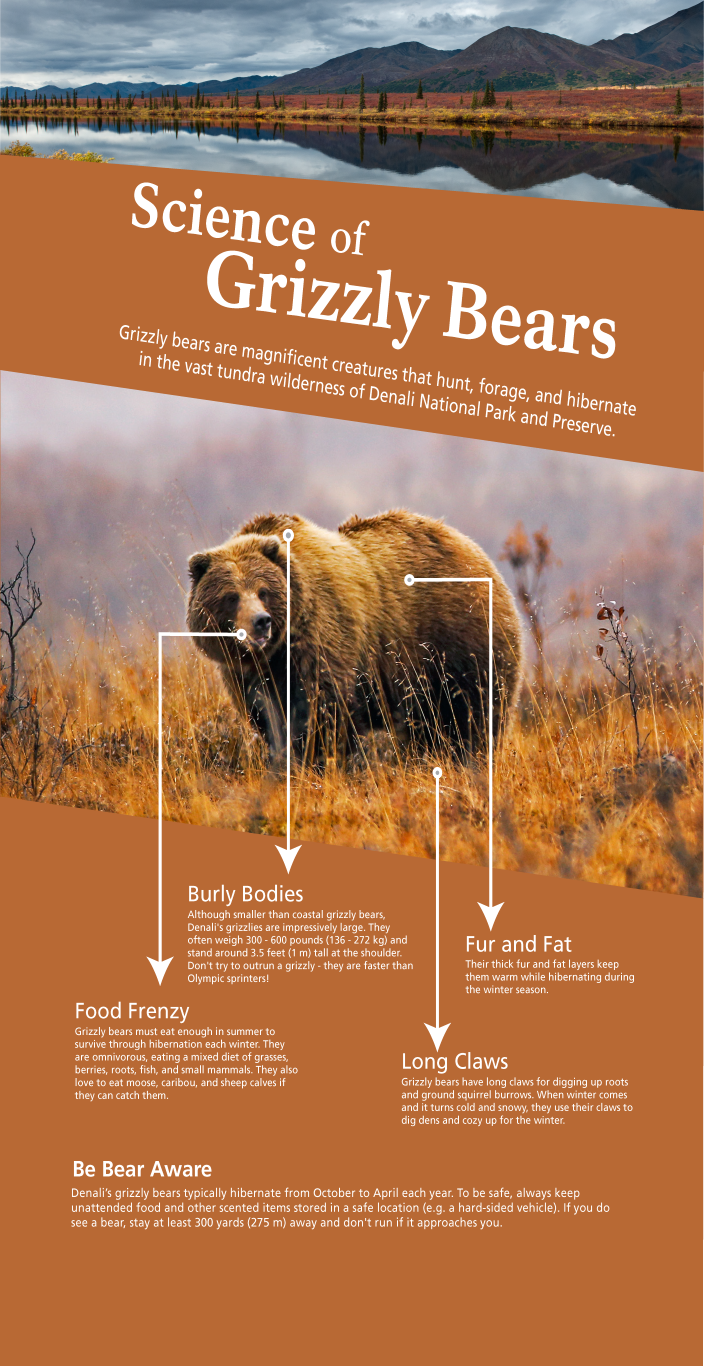 Science of
Grizzly Bears
Grizzly bears are magnificent creatures that hunt, forage, and hibernate
in the vast tundra wilderness of Denali National Park and Preserve.
Burly Bodies
Although smaller than coastal grizzly bears,
Denali's grizzlies are impressively large. They
often weigh 300 - 600 pounds (136 - 272 kg) and
stand around 3.5 feet (1 m) tall at the shoulder.
Don't try to outrun a grizzly - they are faster than
Olympic sprinters!
Fur and Fat
Their thick fur and fat layers keep
them warm while hibernating during
the winter season.
Food Frenzy
Grizzly bears must eat enough in summer to
survive through hibernation each winter. They
are omnivorous, eating a mixed diet of grasses,
berries, roots, fish, and small mammals. They also
love to eat moose, caribou, and sheep calves if
they can catch them.
Long Claws
Grizzly bears have long claws for digging up roots
and ground squirrel burrows. When winter comes
and it turns cold and snowy, they use their claws to
dig dens and cozy up for the winter.
Be Bear Aware
Denali’s grizzly bears typically hibernate from October to April each year. To be safe, always keep
unattended food and other scented items stored in a safe location (e.g. a hard-sided vehicle). If you do
see a bear, stay at least 300 yards (275 m) away and don't run if it approaches you.